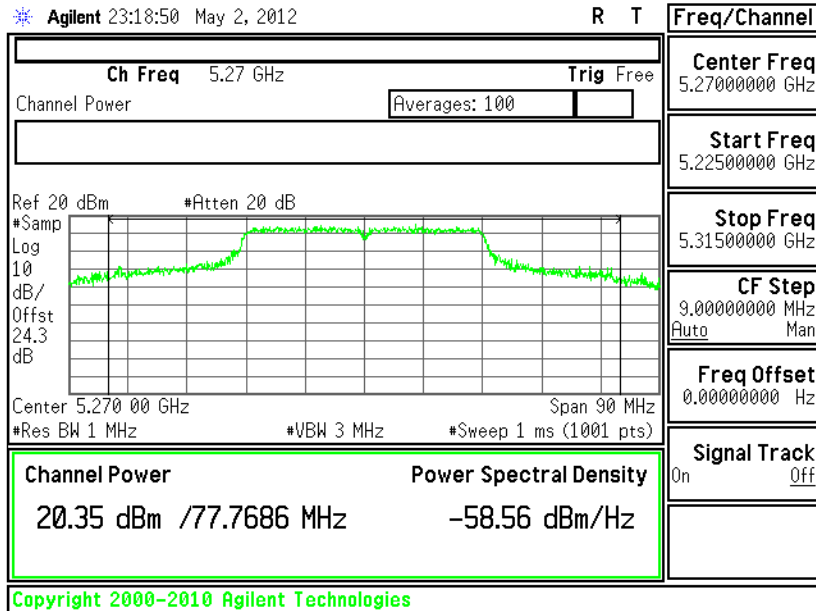 Agilent 23:18:50 May 2, 2012 R T
Ch Freq 5.27 GHz Trig Free
Channel Power Averages: 100
Ref 20 dBm #Atten 20 dB
#Samp
Log
10
dB/
Offst
24.3
dB
Center 5.270 00 GHz Span 90 MHz
#Res BW 1 MHz #VBW 3 MHz #Sweep 1 ms (1001 pts)
Channel Power Power Spectral Density
20.35 dBm /77.7686 MHz -58.56 dBm/Hz
Copyright 2000-2010 Agilent Technologies
Freq/Channel
Center Freq
5.27000000 GHz
Start Freq
5.22500000 GHz
Stop Freq
5.31500000 GHz
CF Step
9.00000000 MHz
Auto Man
Freq Offset
0.00000000 Hz
Signal Track
On Off